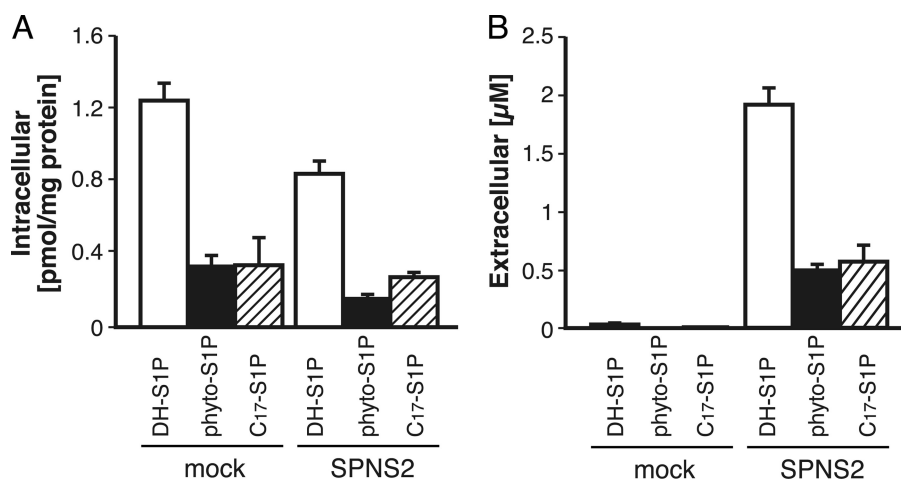 A
Intracellular
[pmol/mg protein]
1.6
1.2
0.8
0.4
0
DH-S1P
phyto-S1P
C17-S1P
DH-S1P
phyto-S1P
C17-S1P
mock
SPNS2
B
Extracellular [µM]
2.5
2
1.5
1
0.5
0
DH-S1P
phyto-S1P
C17-S1P
DH-S1P
phyto-S1P
C17-S1P
mock
SPNS2